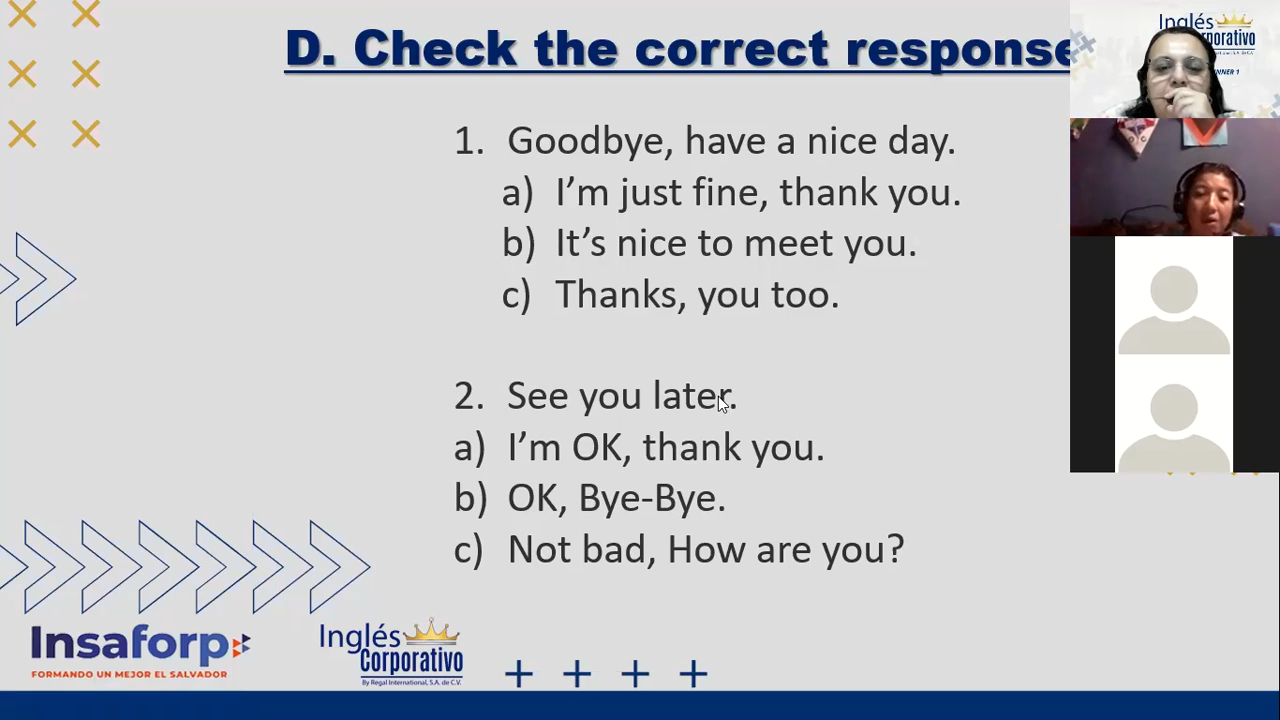 D. Check the correct response
1. Goodbye, have a nice day.
a) I’m just fine, thank you.
b) It’s nice to meet you.
c) Thanks, you too.
2. See you later.
a) I’m OK, thank you.
b) OK, Bye-Bye.
c) Not bad, How are you?
Insaforp
FORMANDO UN MEJOR EL SALVADOR
Inglés
Corporativo
By Regal International, S.A. de C.V.
Inglés